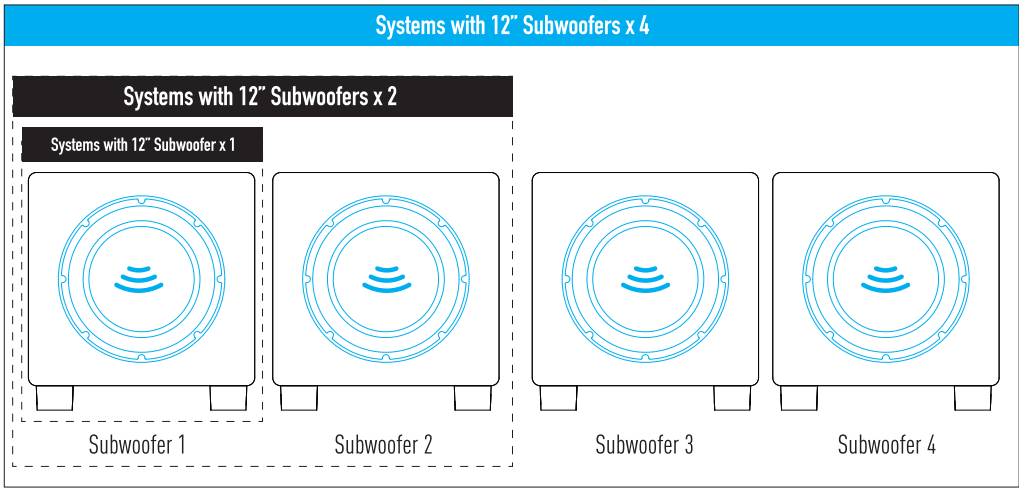 Systems with 12” Subwoofers x 4
Systems with 12” Subwoofers x 2
Systems with 12” Subwoofer x 1
Subwoofer 1
Subwoofer 2
Subwoofer 3
Subwoofer 4